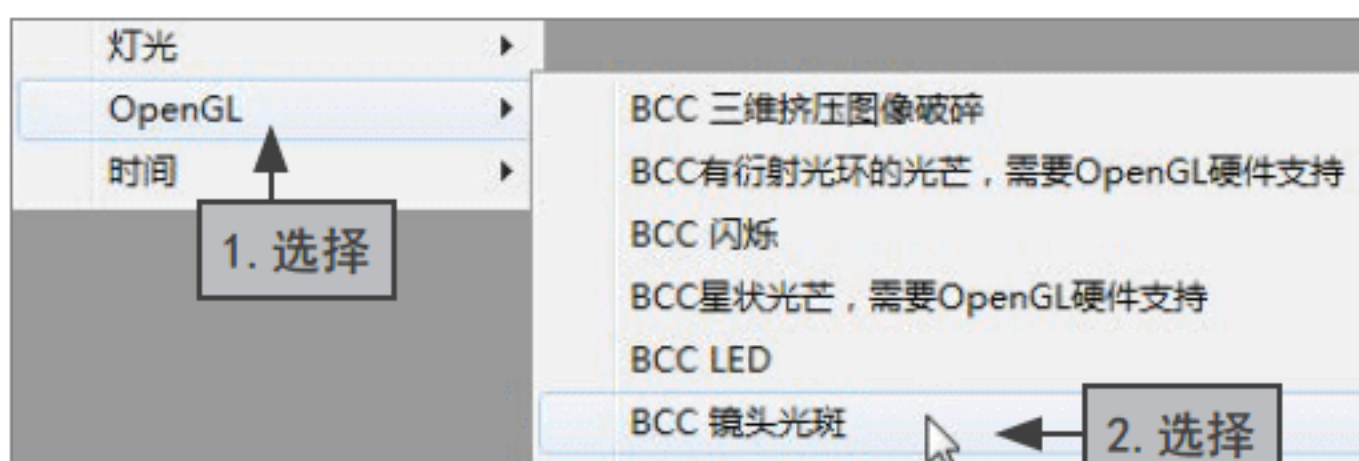 灯光
OpenGL
时间
1. 选择
BCC 三维挤压图像破碎
BCC有衍射光环的光芒，需要OpenGL硬件支持
BCC 闪烁
BCC星状光芒，需要OpenGL硬件支持
BCC LED
BCC 镜头光斑
2. 选择